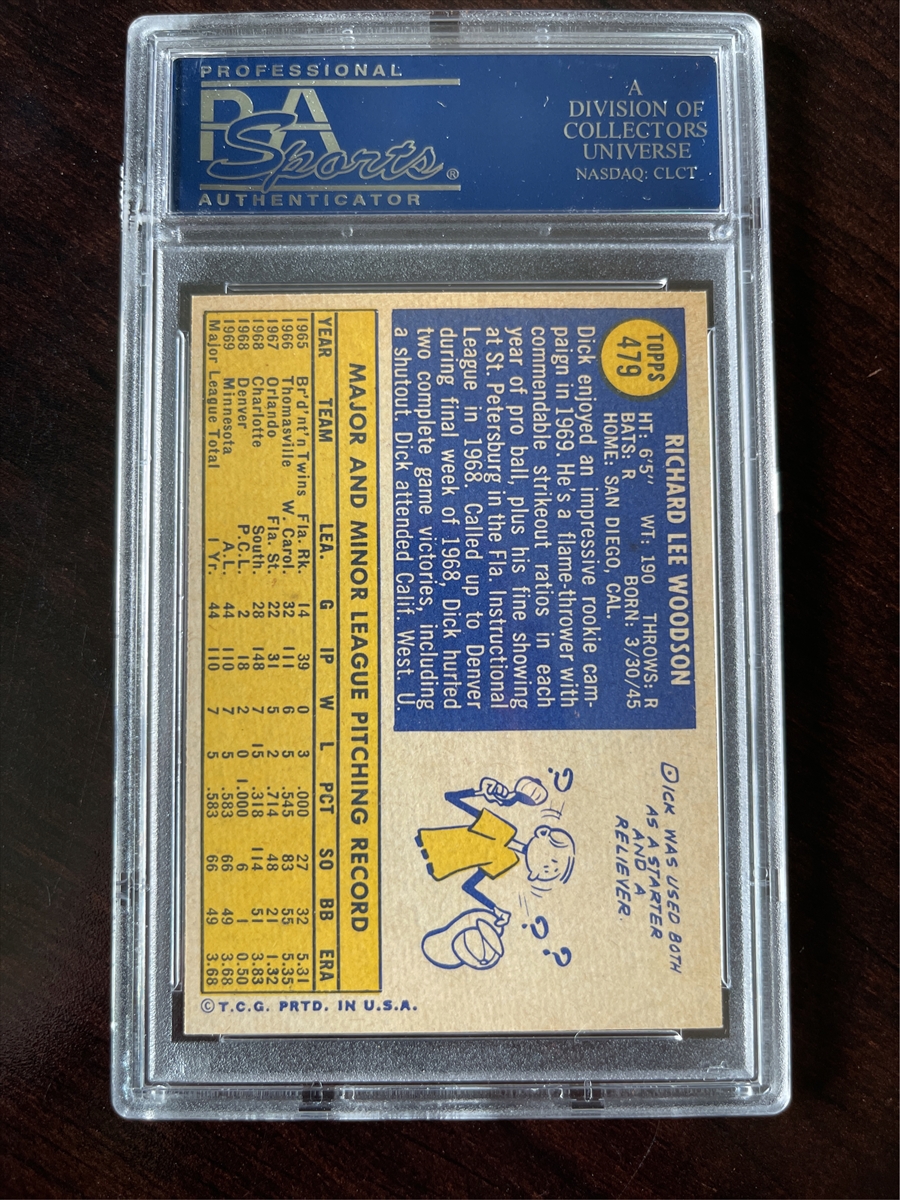 PROFESSIONAL
PSA
Sports®
AUTHENTICATOR
A
DIVISION OF
COLLECTORS
UNIVERSE
NASDAQ: CLCT
TOPPS
479
RICHARD LEE WOODSON
HT: 6'5" WT: 190 THROWS: R
BATS: R BORN: 3/30/45
HOME: SAN DIEGO, CAL.
Dick enjoyed an impressive rookie cam-
paign in 1969. He's a flame-thrower with
commendable strikeout ratios in each
year of pro ball, plus his fine showing
at St. Petersburg in the Fla. Instructional
League in 1968. Called up to Denver
during final week of 1968, Dick hurled
two complete game victories, including
a shutout. Dick attended Calif. West. U.
DICK WAS USED BOTH
AS A STARTER
AND A
RELIEVER.
? ? ?
MAJOR AND MINOR LEAGUE PITCHING RECORD
YEAR TEAM LEA. G IP W L PCT SO BB ERA
1965 Br'd'nt'n Twins Fla. Rk. 14 39 0 3 .000 27 32 5.31
1966 Thomasville W. Carol. 32 111 6 5 .545 83 55 5.35
1967 Orlando Fla. St. 22 31 5 2 .714 48 21 1.32
1968 Charlotte South. 28 148 7 15 .318 114 51 3.83
1968 Denver P.C.L. 2 18 2 0 1.000 6 1 0.50
1969 Minnesota A.L. 44 110 7 5 .583 66 49 3.68
Major League Total 1 Yr. 44 110 7 5 .583 66 49 3.68
©T.C.G. PRTD. IN U.S.A.